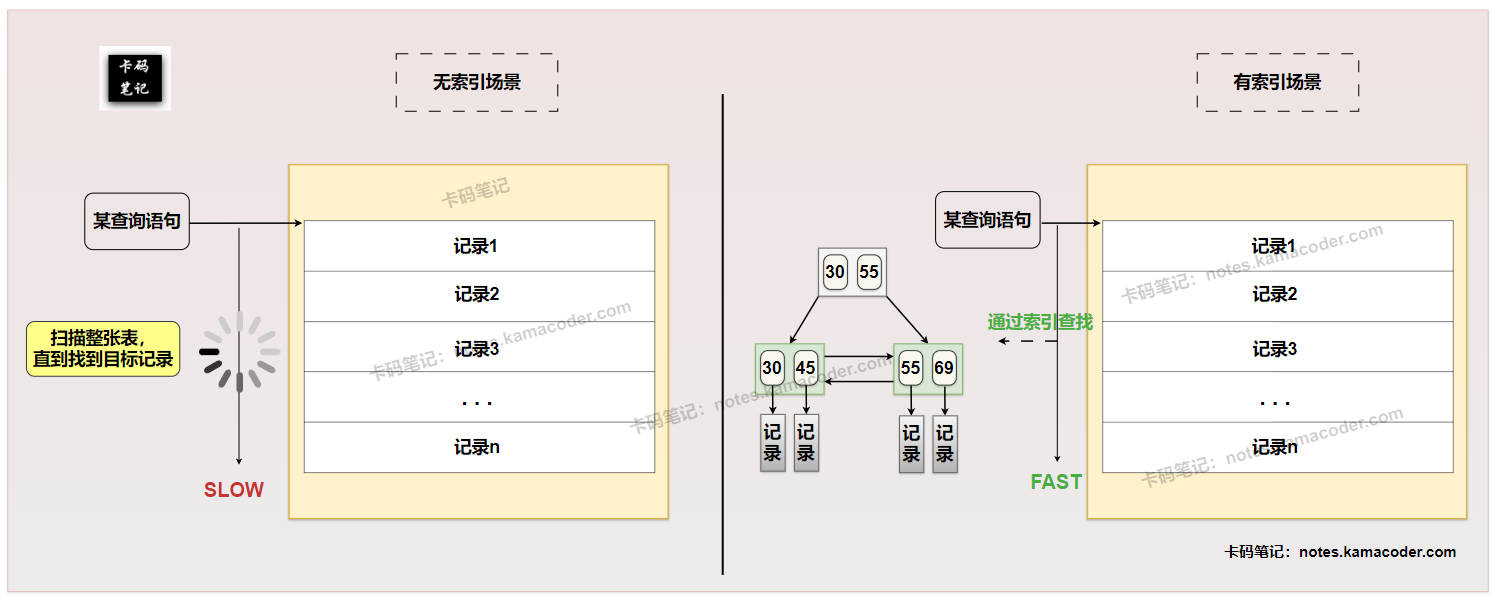 卡码
笔记
无索引场景
某查询语句
扫描整张表，
直到找到目标记录
SLOW
卡码笔记
记录1
记录2
记录3
. . .
记录n
卡码笔记：notes.kamacoder.com
有索引场景
某查询语句
通过索引查找
FAST
30 55
30 45 55 69
记录 记录 记录 记录
卡码笔记：notes.kamacoder.com
记录1
记录2
记录3
. . .
记录n
卡码笔记：notes.kamacoder.com
卡码笔记：notes.kamacoder.com
卡码笔记：notes.kamacoder.com